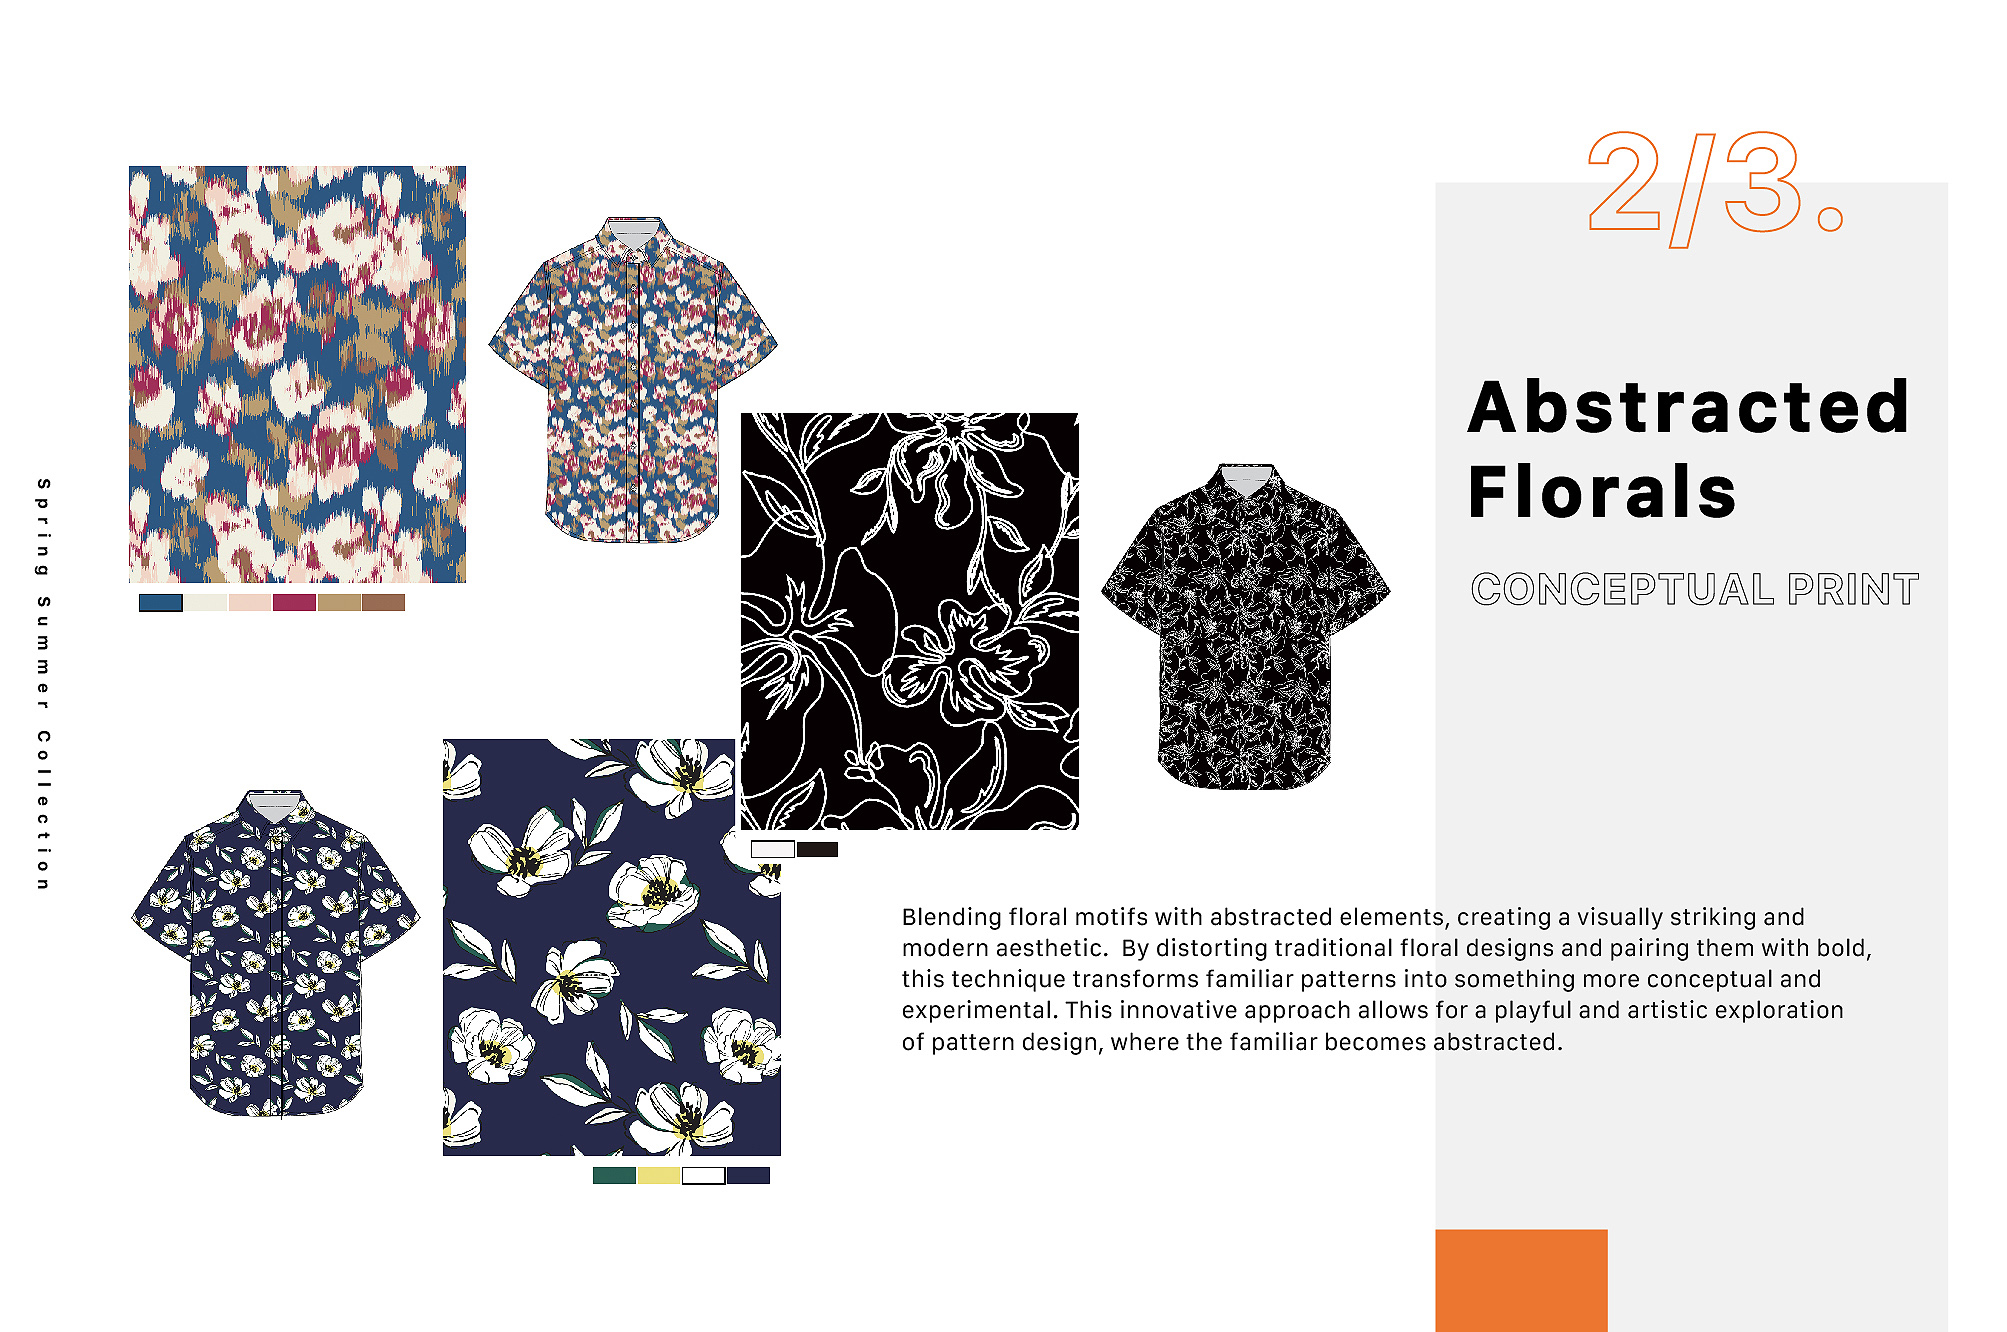 Spring Summer Collection
2/3.
Abstracted
Florals
CONCEPTUAL PRINT
Blending floral motifs with abstracted elements, creating a visually striking and
modern aesthetic.  By distorting traditional floral designs and pairing them with bold,
this technique transforms familiar patterns into something more conceptual and
experimental. This innovative approach allows for a playful and artistic exploration
of pattern design, where the familiar becomes abstracted.